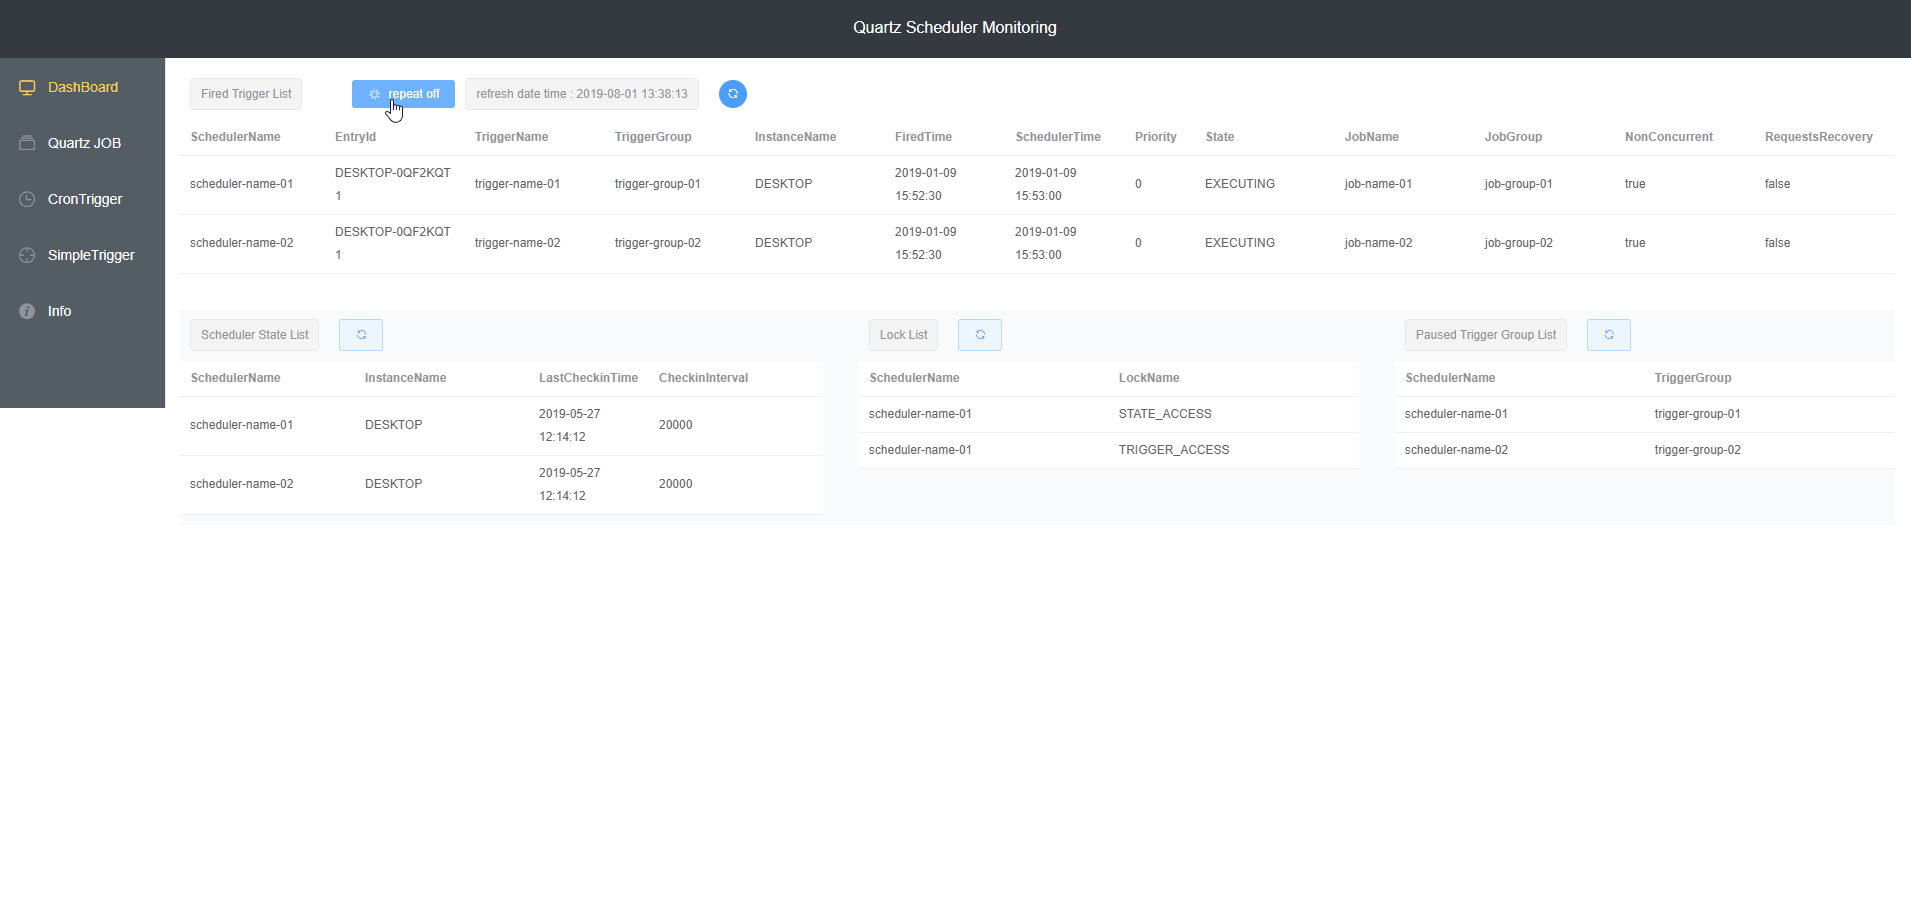 Quartz Scheduler Monitoring
DashBoard
Quartz JOB
CronTrigger
SimpleTrigger
Info
Fired Trigger List
repeat off
refresh date time : 2019-08-01 13:38:13
SchedulerName EntryId TriggerName TriggerGroup InstanceName FiredTime SchedulerTime Priority State JobName JobGroup NonConcurrent RequestsRecovery
scheduler-name-01 DESKTOP-0QF2KQT1 trigger-name-01 trigger-group-01 DESKTOP 2019-01-09 15:52:30 2019-01-09 15:53:00 0 EXECUTING job-name-01 job-group-01 true false
scheduler-name-02 DESKTOP-0QF2KQT1 trigger-name-02 trigger-group-02 DESKTOP 2019-01-09 15:52:30 2019-01-09 15:53:00 0 EXECUTING job-name-02 job-group-02 true false
Scheduler State List
SchedulerName InstanceName LastCheckinTime CheckinInterval
scheduler-name-01 DESKTOP 2019-05-27 12:14:12 20000
scheduler-name-02 DESKTOP 2019-05-27 12:14:12 20000
Lock List
SchedulerName LockName
scheduler-name-01 STATE_ACCESS
scheduler-name-01 TRIGGER_ACCESS
Paused Trigger Group List
SchedulerName TriggerGroup
scheduler-name-01 trigger-group-01
scheduler-name-02 trigger-group-02